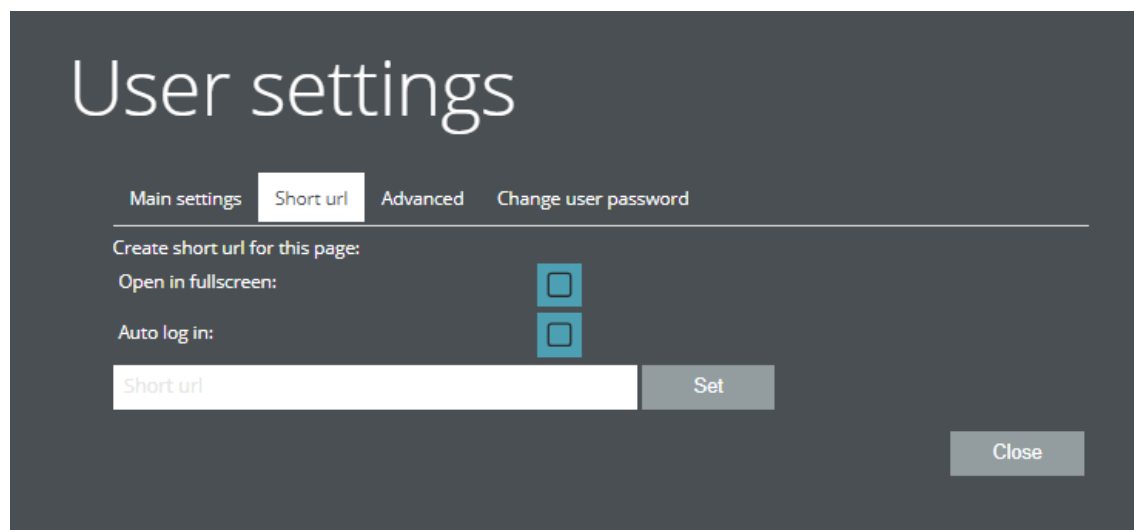 User settings
Main settings Short url Advanced Change user password
Create short url for this page:
Open in fullscreen:
Auto log in:
Short url Set
Close